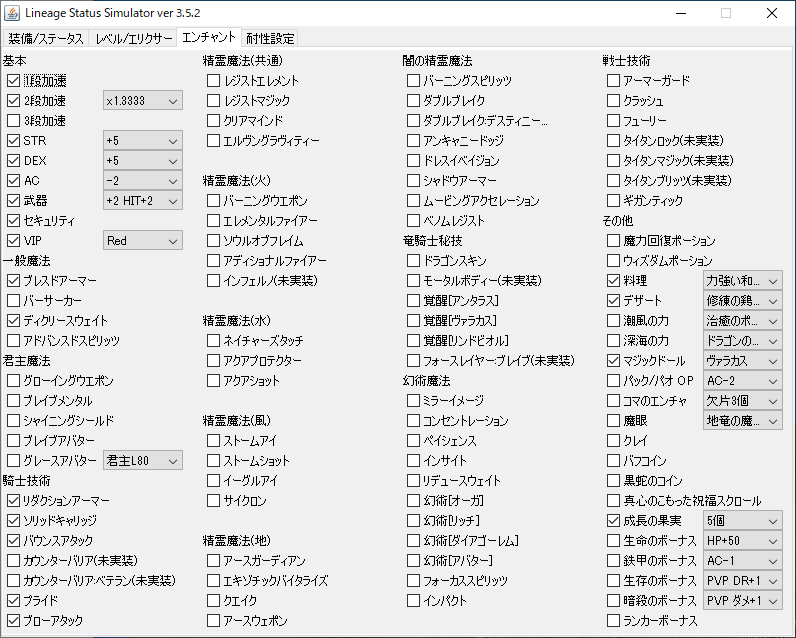 Lineage Status Simulator ver 3.5.2
装備/ステータス レベル/エリクサー エンチャント 耐性設定
基本
1段加速
2段加速 x1.3333
3段加速
STR +5
DEX +5
AC -2
武器 +2 HIT+2
セキュリティ
VIP Red
一般魔法
ブレスドアーマー
バーサーカー
ディクリースウェイト
アドバンスドスピリッツ
君主魔法
グローイングウエポン
ブレイブメンタル
シャイニングシールド
ブレイブアバター
グレースアバター 君主L80
騎士技術
リダクションアーマー
ソリッドキャリッジ
バウンスアタック
カウンターバリア(未実装)
カウンターバリア:ベテラン(未実装)
プライド
ブローアタック
精霊魔法(共通)
レジストエレメント
レジストマジック
クリアマインド
エルヴングラヴィティー
精霊魔法(火)
バーニングウエポン
エレメンタルファイアー
ソウルオブフレイム
アディショナルファイアー
インフェルノ(未実装)
精霊魔法(水)
ネイチャーズタッチ
アクアプロテクター
アクアショット
精霊魔法(風)
ストームアイ
ストームショット
イーグルアイ
サイクロン
精霊魔法(地)
アースガーディアン
エキゾチックバイタライズ
クエイク
アースウェポン
闇の精霊魔法
バーニングスピリッツ
ダブルブレイク
ダブルブレイク:デスティニー...
アンキャニードッジ
ドレスイベイジョン
シャドウアーマー
ムービングアクセレーション
ベノムレジスト
竜騎士秘技
ドラゴンスキン
モータルボディー(未実装)
覚醒[アンタラス]
覚醒[ヴァラカス]
覚醒[リンドビオル]
フォースレイヤー:ブレイブ(未実装)
幻術魔法
ミラーイメージ
コンセントレーション
ペイシェンス
インサイト
リデュースウェイト
幻術[オーガ]
幻術[リッチ]
幻術[ダイアゴーレム]
幻術[アバター]
フォーカススピリッツ
インパクト
戦士技術
アーマーガード
クラッシュ
フューリー
タイタンロック(未実装)
タイタンマジック(未実装)
タイタンブリッツ(未実装)
ギガンティック
その他
魔力回復ポーション
ウィズダムポーション
料理 力強い和...
デザート 修練の鶏...
潮風の力 治癒のポ...
深海の力 ドラゴンの...
マジックドール ヴァラカス
パック/パオ OP AC-2
コマのエンチャ 欠片3個
魔眼 地竜の魔...
クレイ
バフコイン
黒蛇のコイン
真心のこもった祝福スクロール
成長の果実 5個
生命のボーナス HP+50
鉄甲のボーナス AC-1
生存のボーナス PVP DR+1
暗殺のボーナス PVP ダメ+1
ランカーボーナス